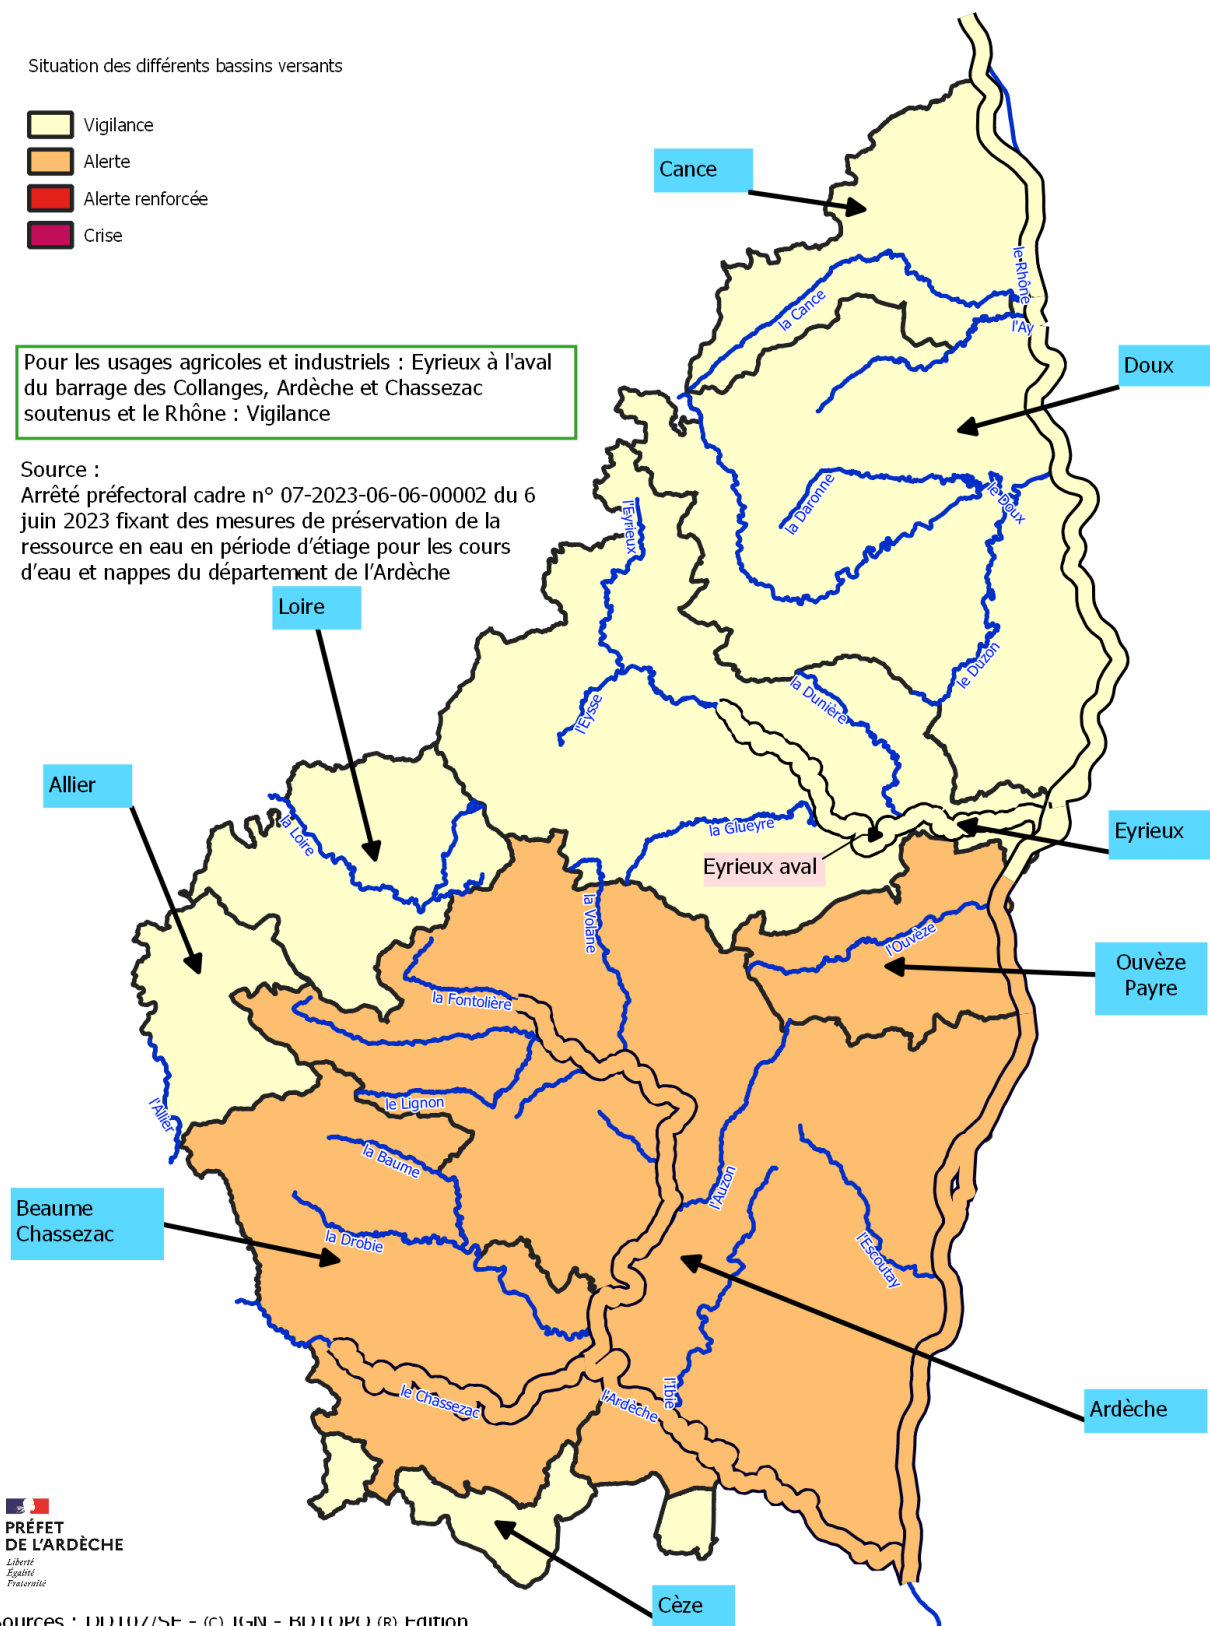 Situation des différents bassins versants
Vigilance
Alerte
Alerte renforcée
Crise
Cance
le Rhône
la Cance
l'Ay
Pour les usages agricoles et industriels : Eyrieux à l'aval
du barrage des Collanges, Ardèche et Chassezac
soutenus et le Rhône : Vigilance
Doux
Source :
Arrêté préfectoral cadre n° 07-2023-06-06-00002 du 6
juin 2023 fixant des mesures de préservation de la
ressource en eau en période d'étiage pour les cours
d'eau et nappes du département de l'Ardèche
l'Eyrieux
la Daronne
le Doux
Loire
le Duzon
la Dunière
l'Eysse
Allier
la Loire
la Glueyre
Eyrieux
Eyrieux aval
la Volane
l'Ouvèze
Ouvèze
Payre
la Fontolière
l'Allier
le Lignon
la Baume
l'Auzon
Beaume
Chassezac
la Drobie
l'Escoutay
le Chassezac
l'Ardèche
l'Ibie
Ardèche
PRÉFET
DE L'ARDÈCHE
Liberté
Égalité
Fraternité
Cèze
Sources : DDT07/SE - (C) IGN - BDTOPO (R) Edition